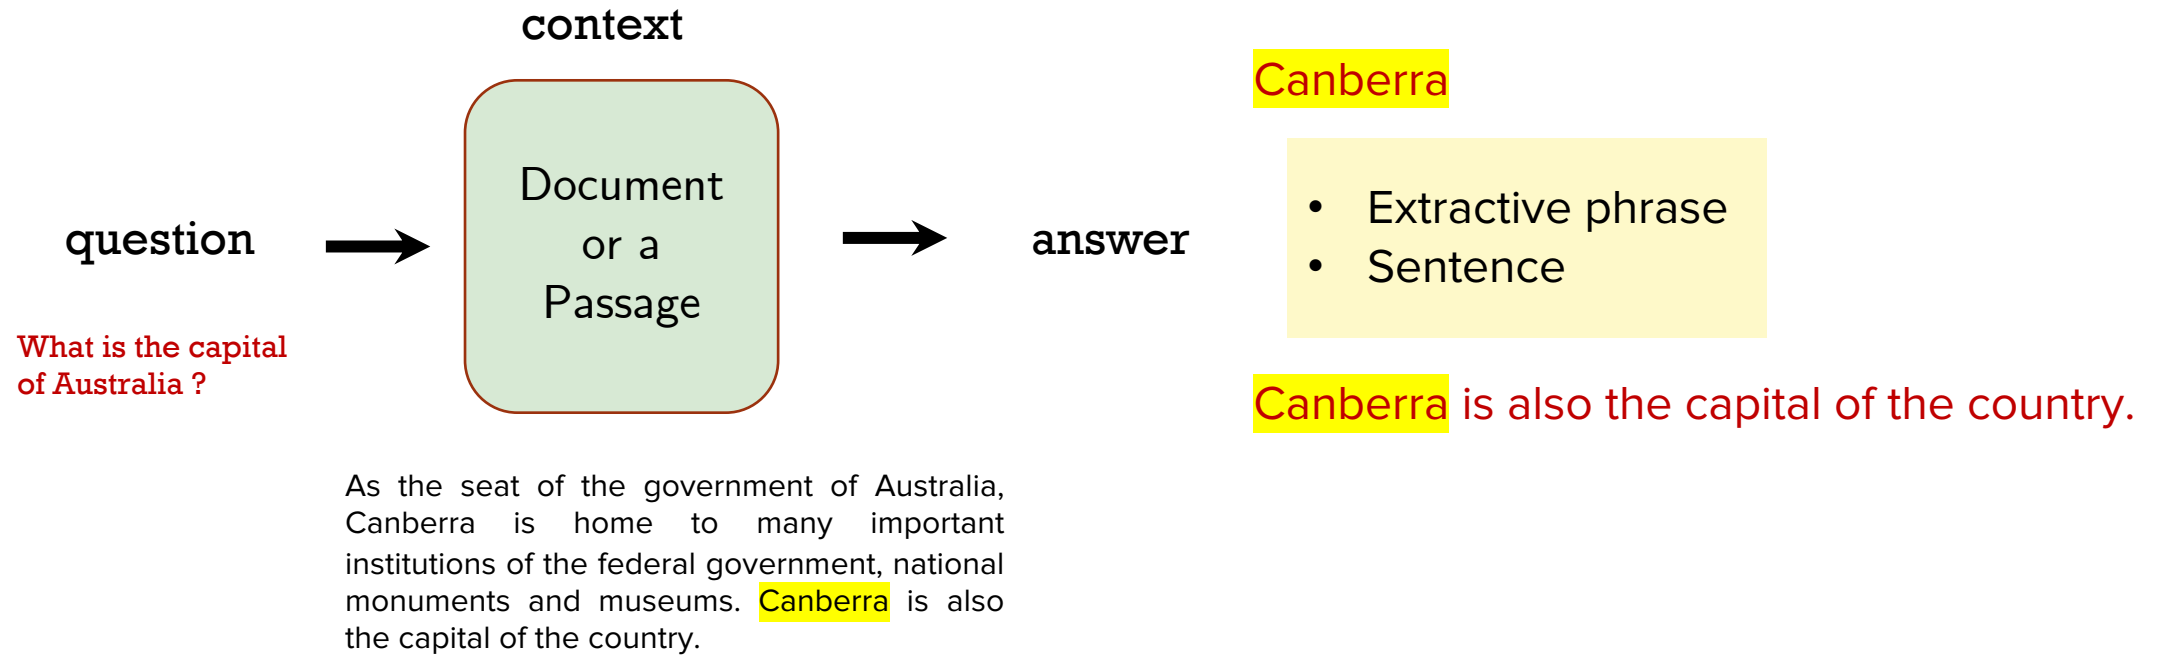 context
Document
or a
Passage
question
What is the capital
of Australia ?
answer
Canberra
• Extractive phrase
• Sentence
Canberra is also the capital of the country.
As the seat of the government of Australia,
Canberra is home to many important
institutions of the federal government, national
monuments and museums. Canberra is also
the capital of the country.